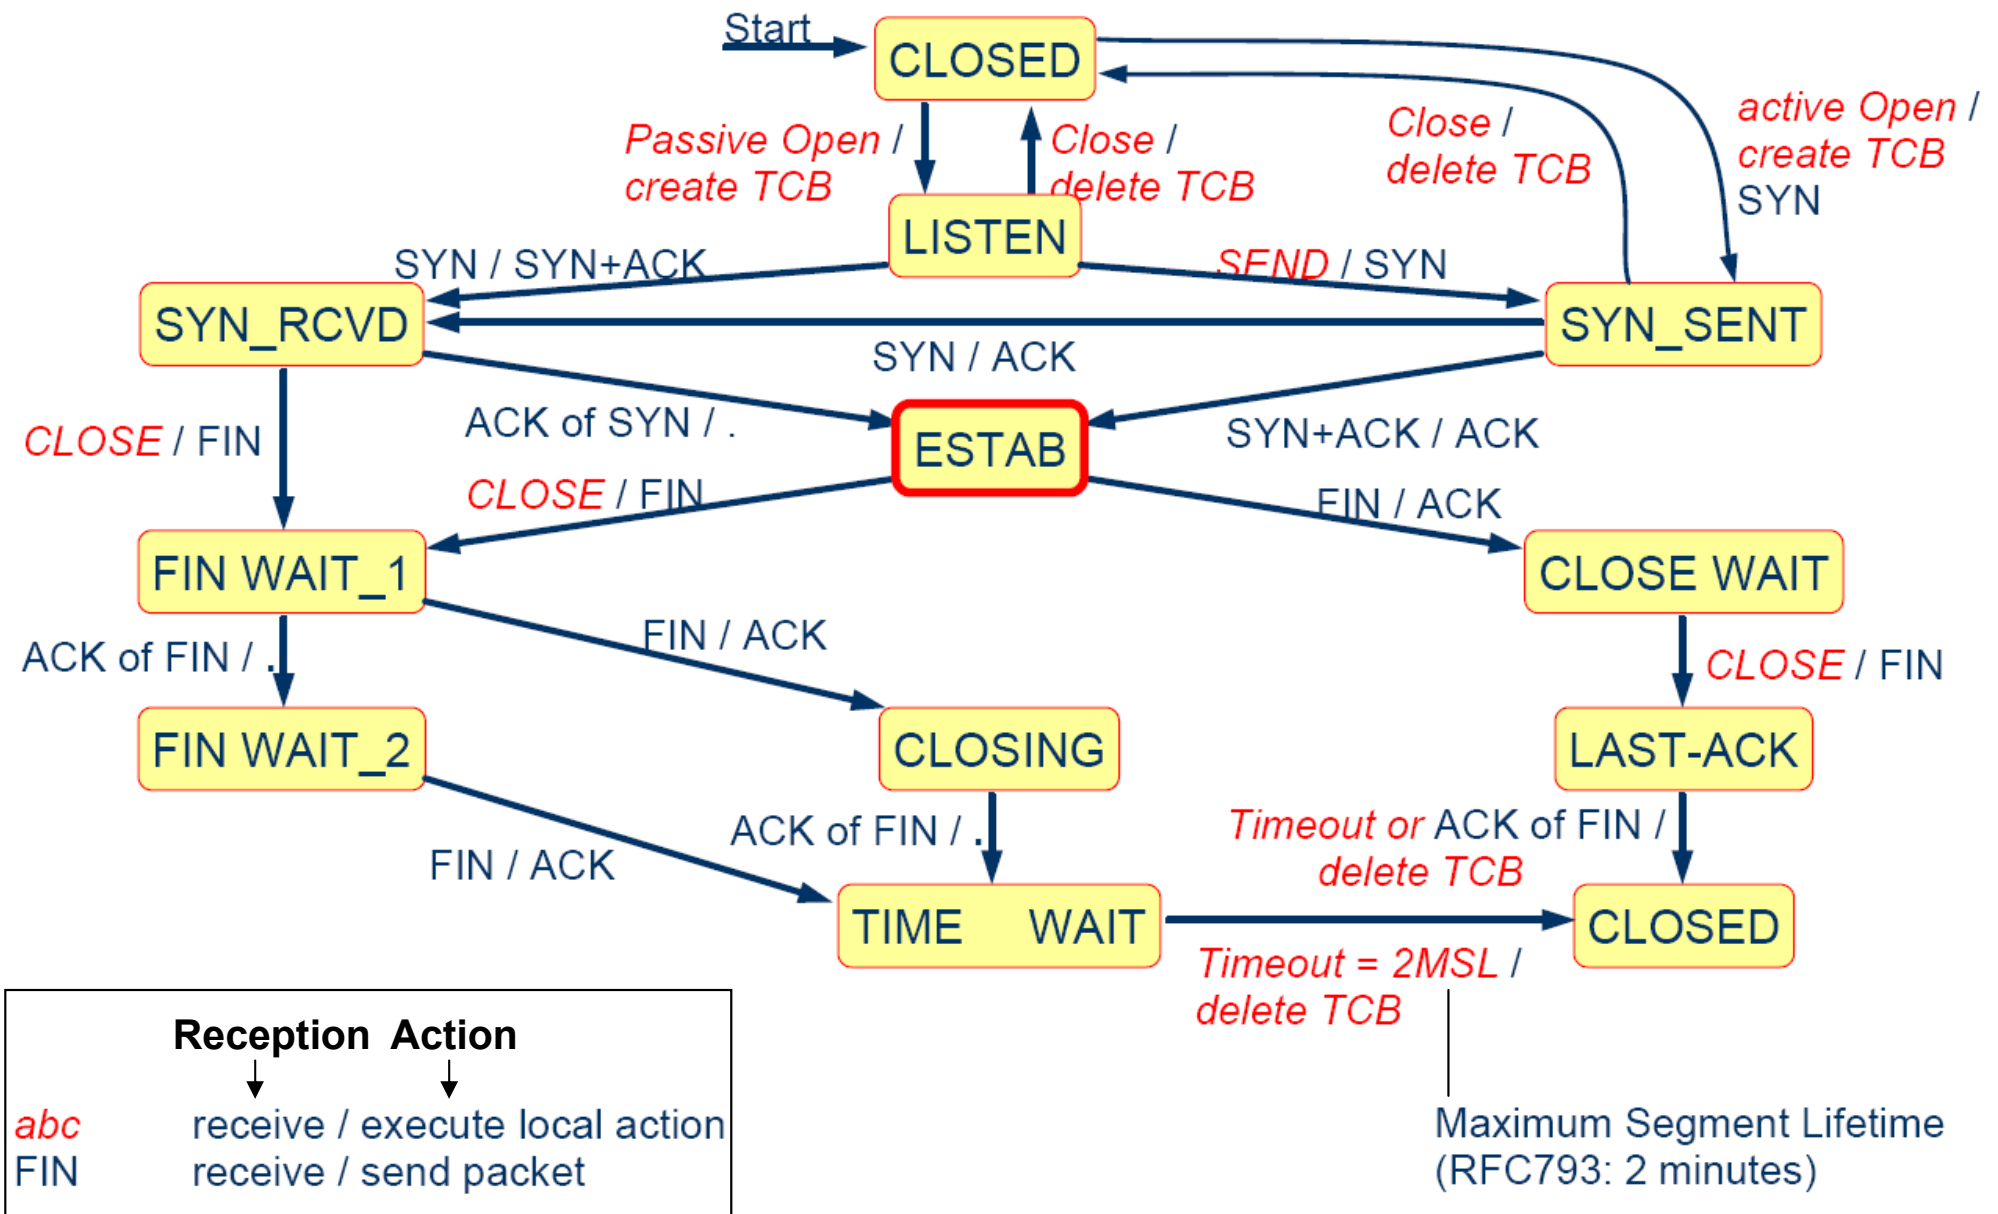 Start
CLOSED
Passive Open /
create TCB
Close /
delete TCB
Close /
delete TCB
active Open /
create TCB
SYN
LISTEN
SYN / SYN+ACK
SEND / SYN
SYN_RCVD
SYN_SENT
SYN / ACK
CLOSE / FIN
ACK of SYN / .
ESTAB
SYN+ACK / ACK
CLOSE / FIN
FIN / ACK
FIN WAIT_1
CLOSE WAIT
ACK of FIN / .
FIN / ACK
CLOSE / FIN
FIN WAIT_2
CLOSING
LAST-ACK
FIN / ACK
ACK of FIN / .
Timeout or ACK of FIN /
delete TCB
TIME WAIT
CLOSED
Timeout = 2MSL /
delete TCB
Reception Action
abc receive / execute local action
FIN receive / send packet
Maximum Segment Lifetime
(RFC793: 2 minutes)